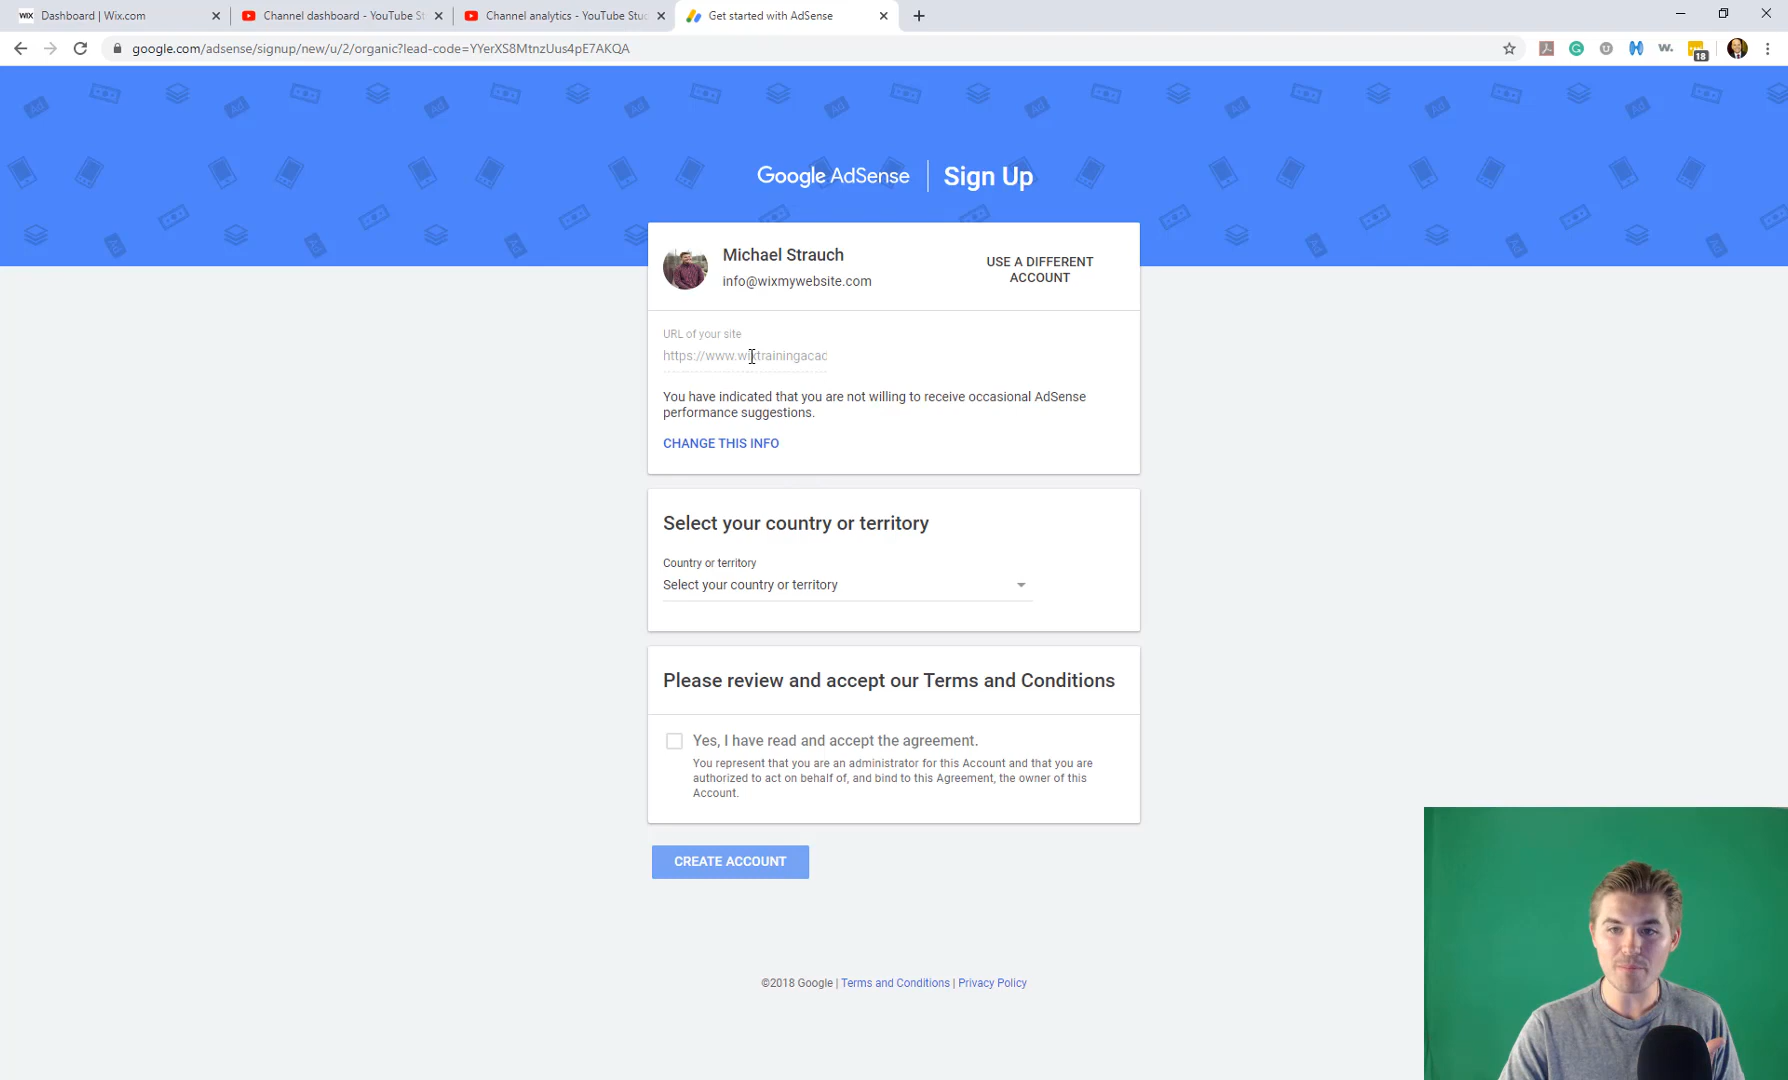 WIX Dashboard | Wix.com
Channel dashboard - YouTube St
Channel analytics - YouTube Stud
Get started with AdSense
google.com/adsense/signup/new/u/2/organic?lead-code=YYerXS8MtnzUus4pE7AKQA
w.
18
Google AdSense | Sign Up
Michael Strauch
info@wixmywebsite.com
USE A DIFFERENT
ACCOUNT
URL of your site
https://www.wixtrainingacad
You have indicated that you are not willing to receive occasional AdSense
performance suggestions.
CHANGE THIS INFO
Select your country or territory
Country or territory
Select your country or territory
Please review and accept our Terms and Conditions
Yes, I have read and accept the agreement.
You represent that you are an administrator for this Account and that you are
authorized to act on behalf of, and bind to this Agreement, the owner of this
Account.
CREATE ACCOUNT
©2018 Google | Terms and Conditions | Privacy Policy